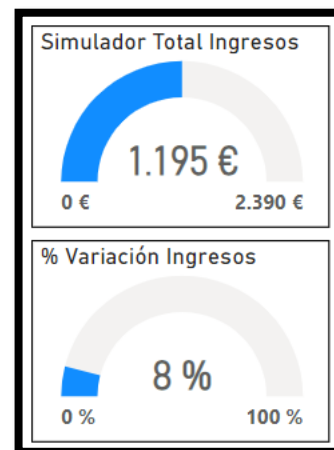 Simulador Total Ingresos
1.195 €
0 € 2.390 €
% Variación Ingresos
8 %
0 % 100 %